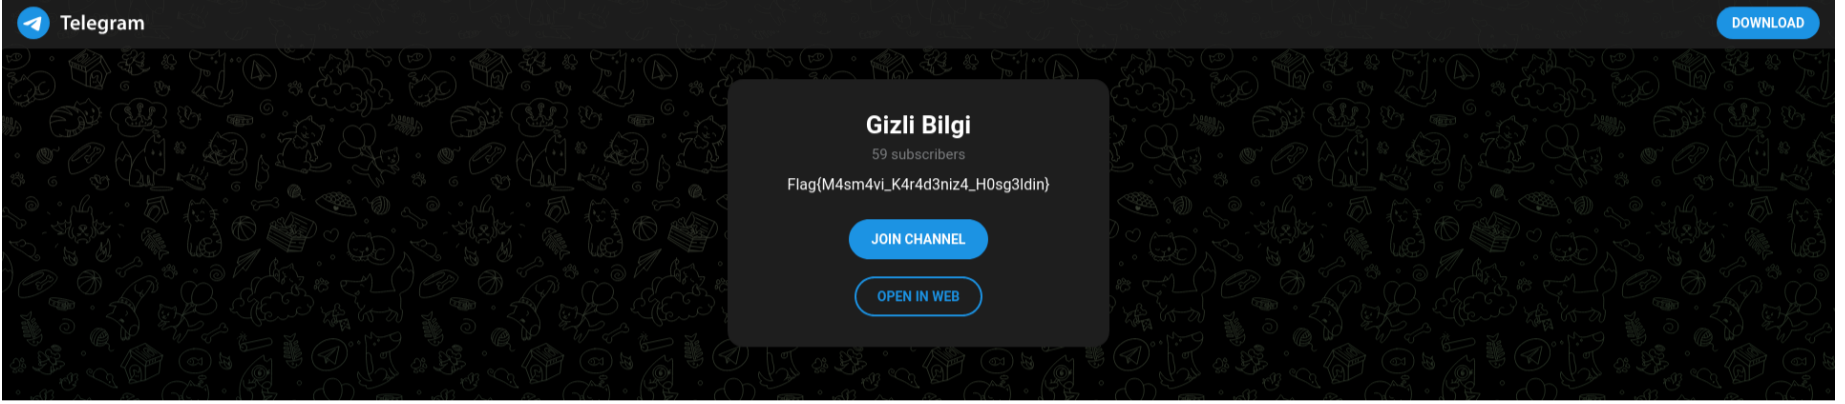 Telegram
DOWNLOAD
Gizli Bilgi
59 subscribers
Flag{M4sm4vi_K4r4d3niz4_H0sg3ldin}
JOIN CHANNEL
OPEN IN WEB